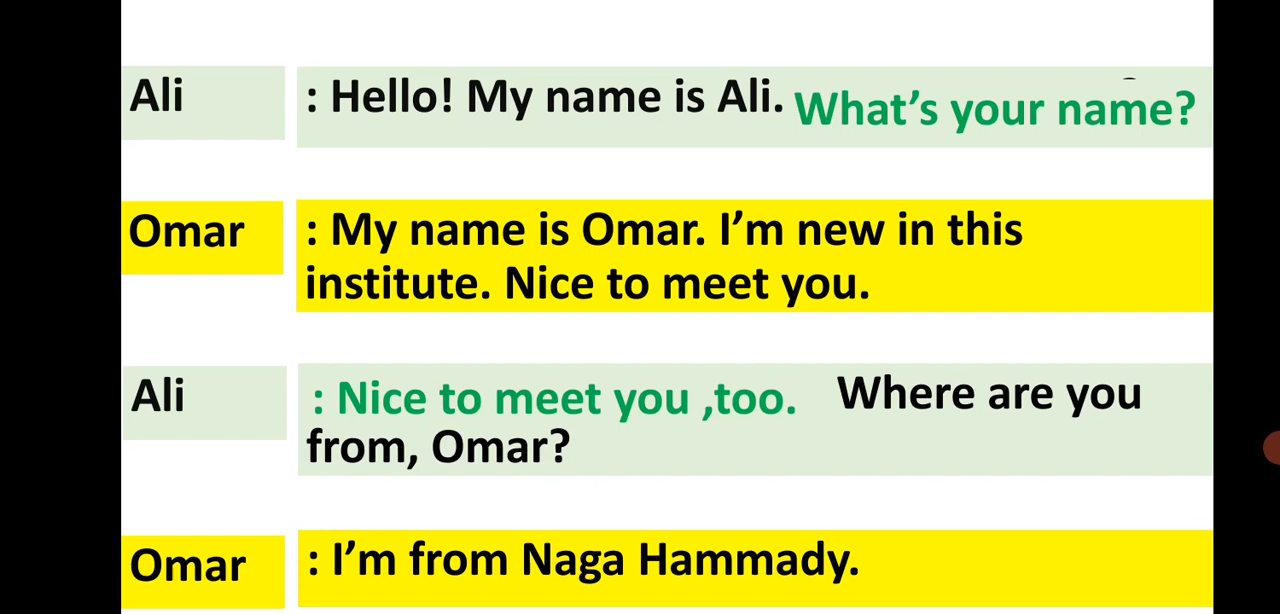 Ali : Hello! My name is Ali. What's your name?
Omar : My name is Omar. I'm new in this
institute. Nice to meet you.
Ali : Nice to meet you ,too. Where are you
from, Omar?
Omar : I'm from Naga Hammady.